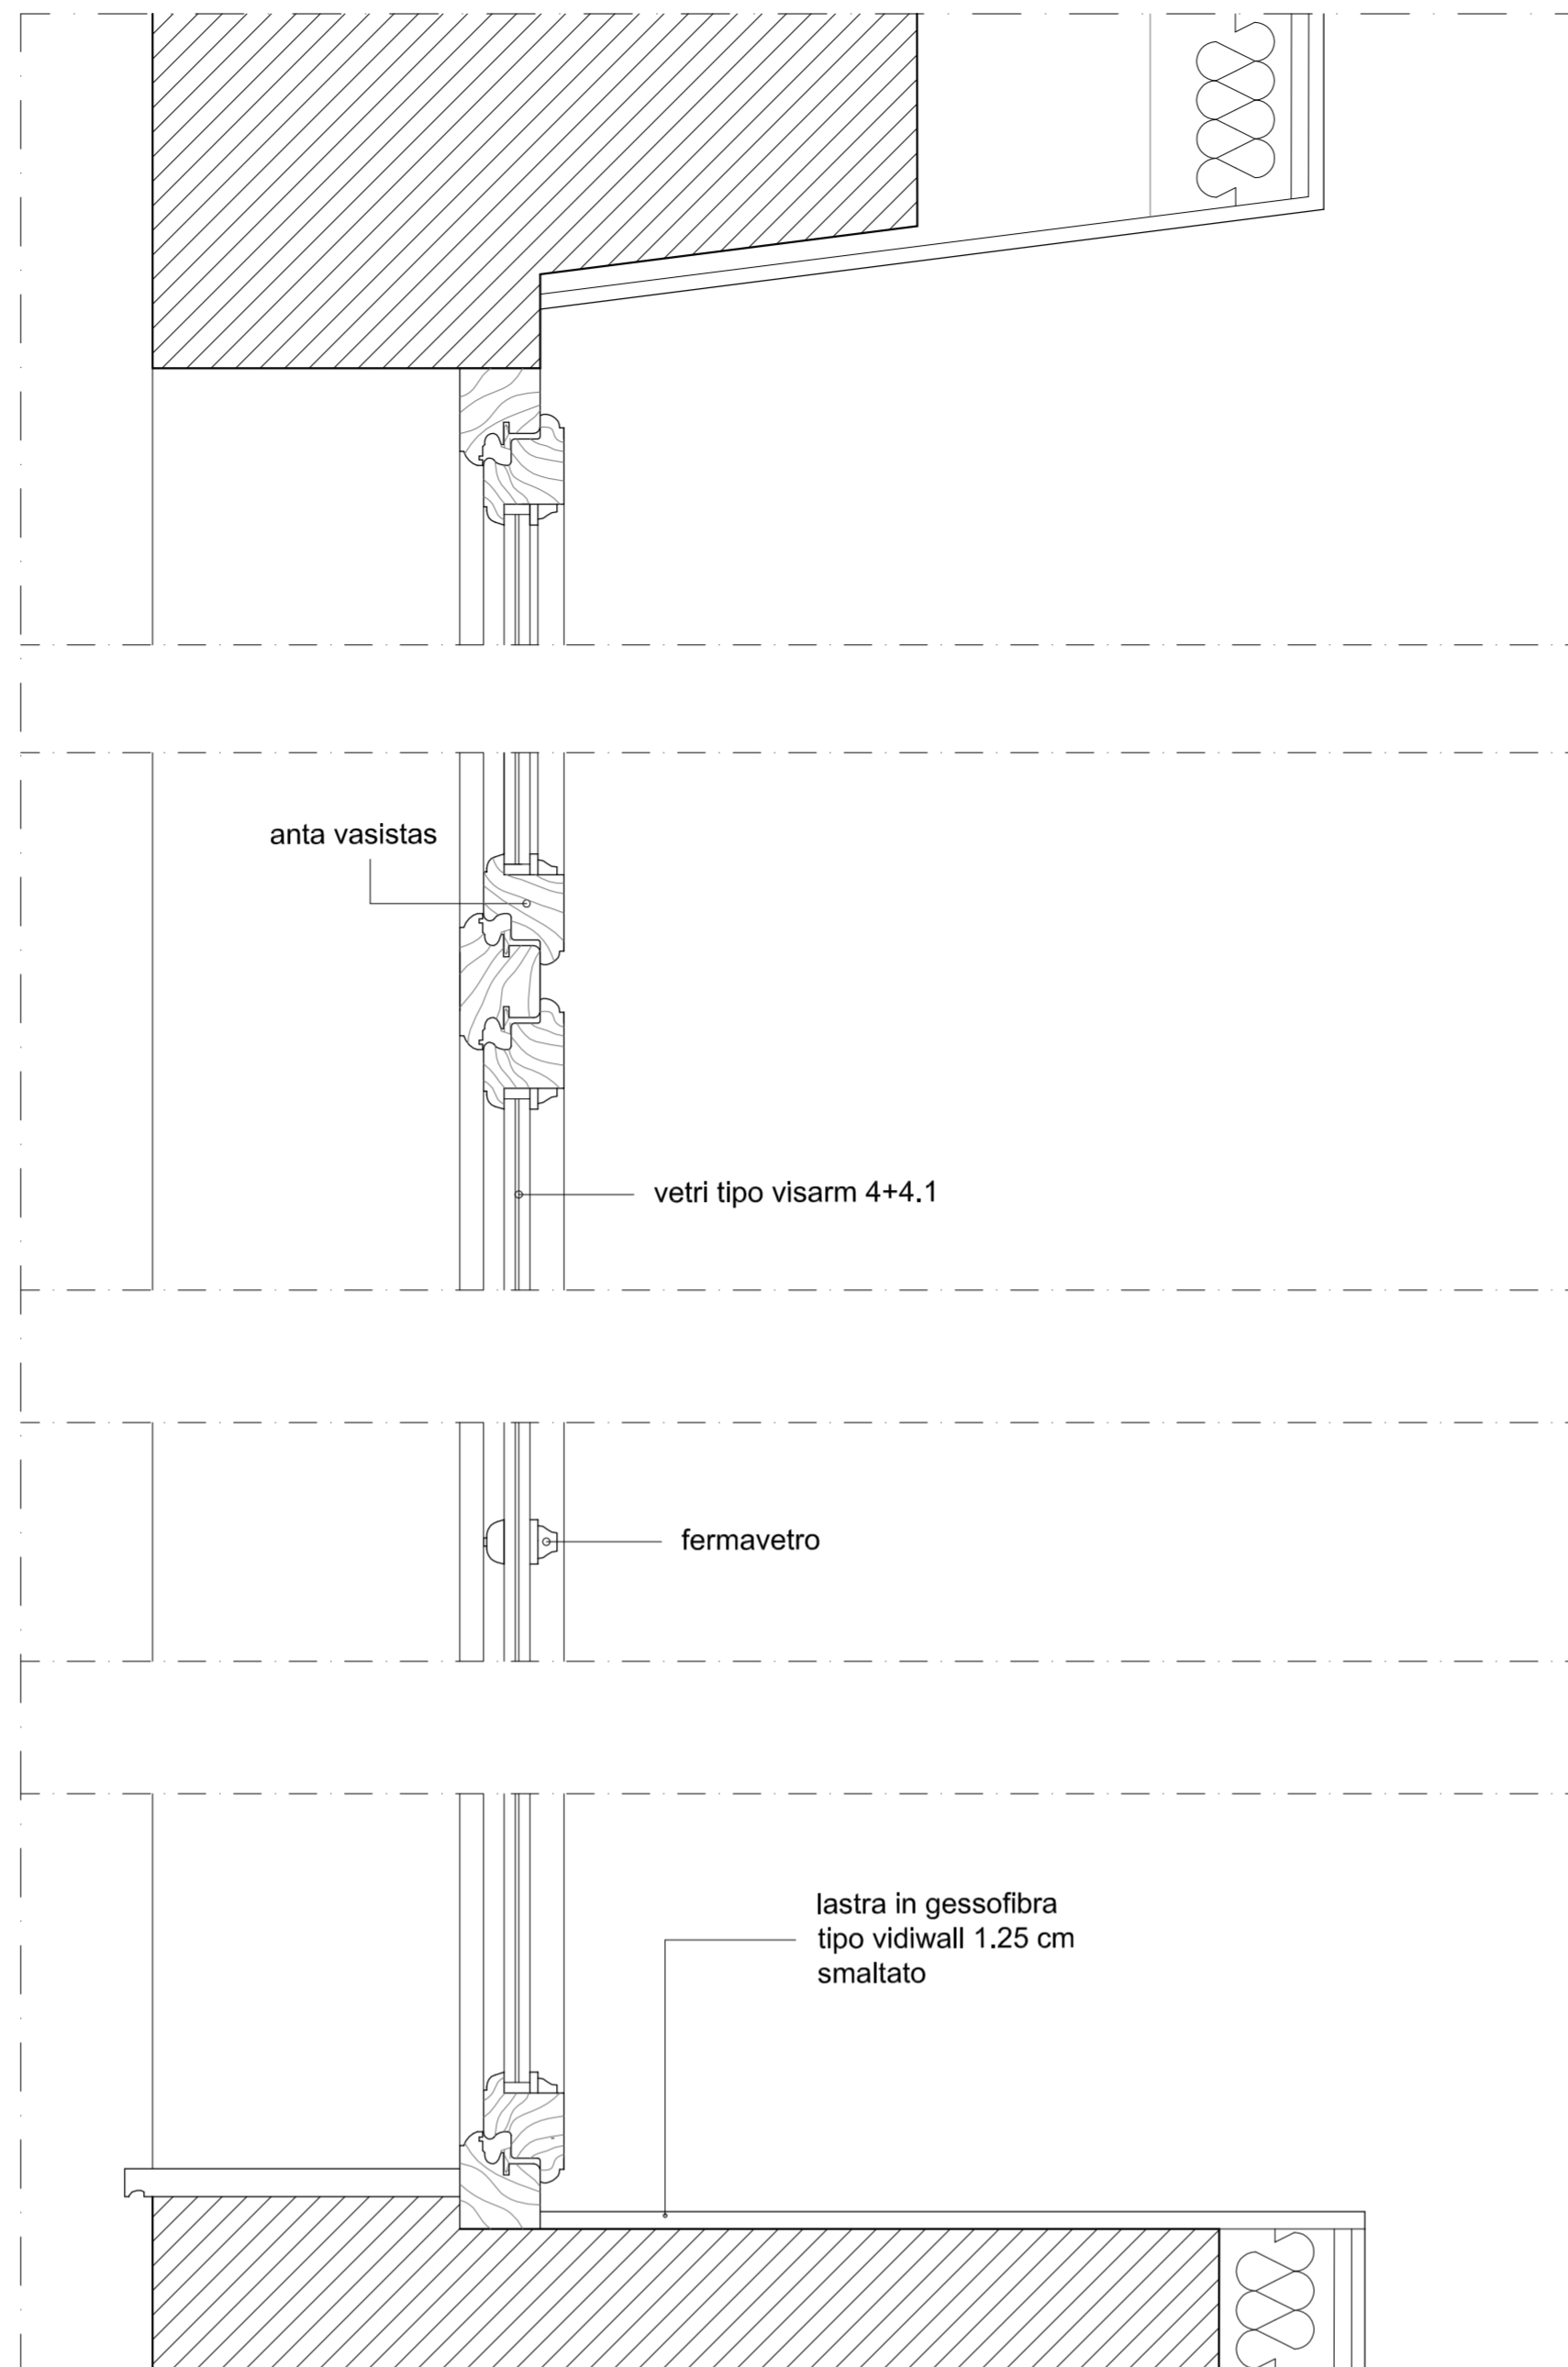 anta vasistas
vetri tipo visarm 4+4.1
fermavetro
lastra in gessofibra
tipo vidiwall 1.25 cm
smaltato